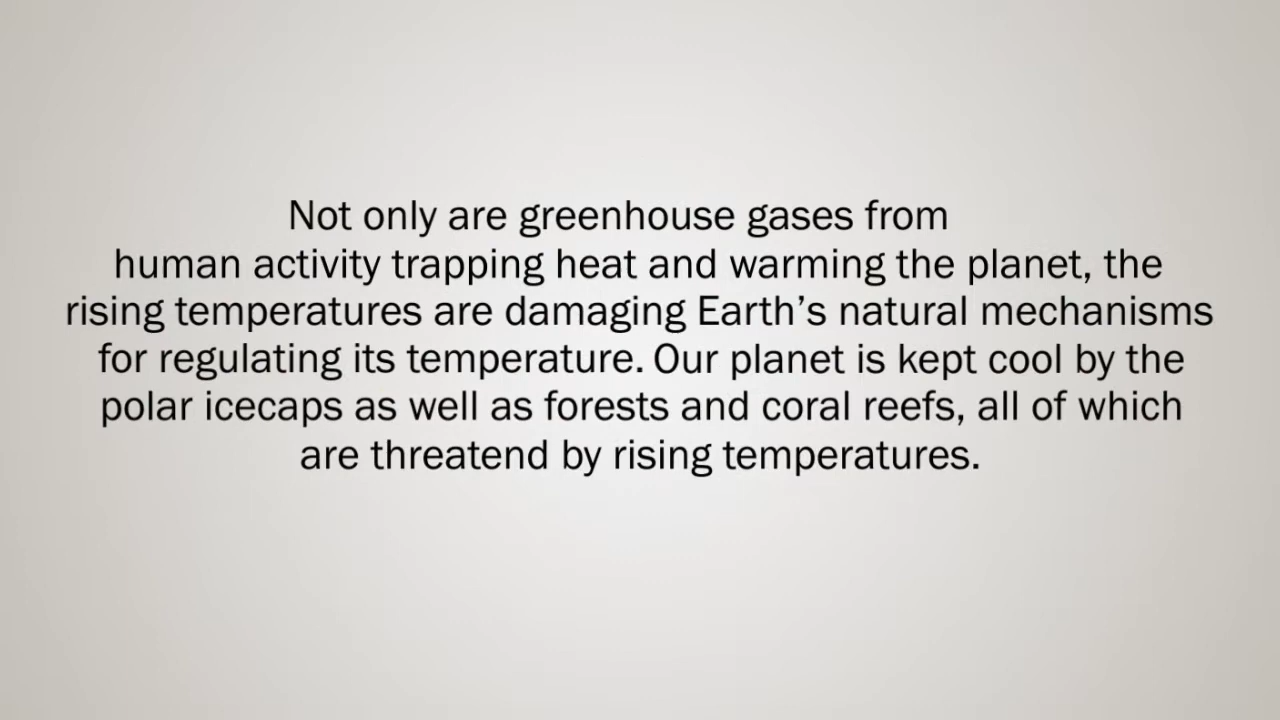 Not only are greenhouse gases from
human activity trapping heat and warming the planet, the
rising temperatures are damaging Earth’s natural mechanisms
for regulating its temperature. Our planet is kept cool by the
polar icecaps as well as forests and coral reefs, all of which
are threatend by rising temperatures.